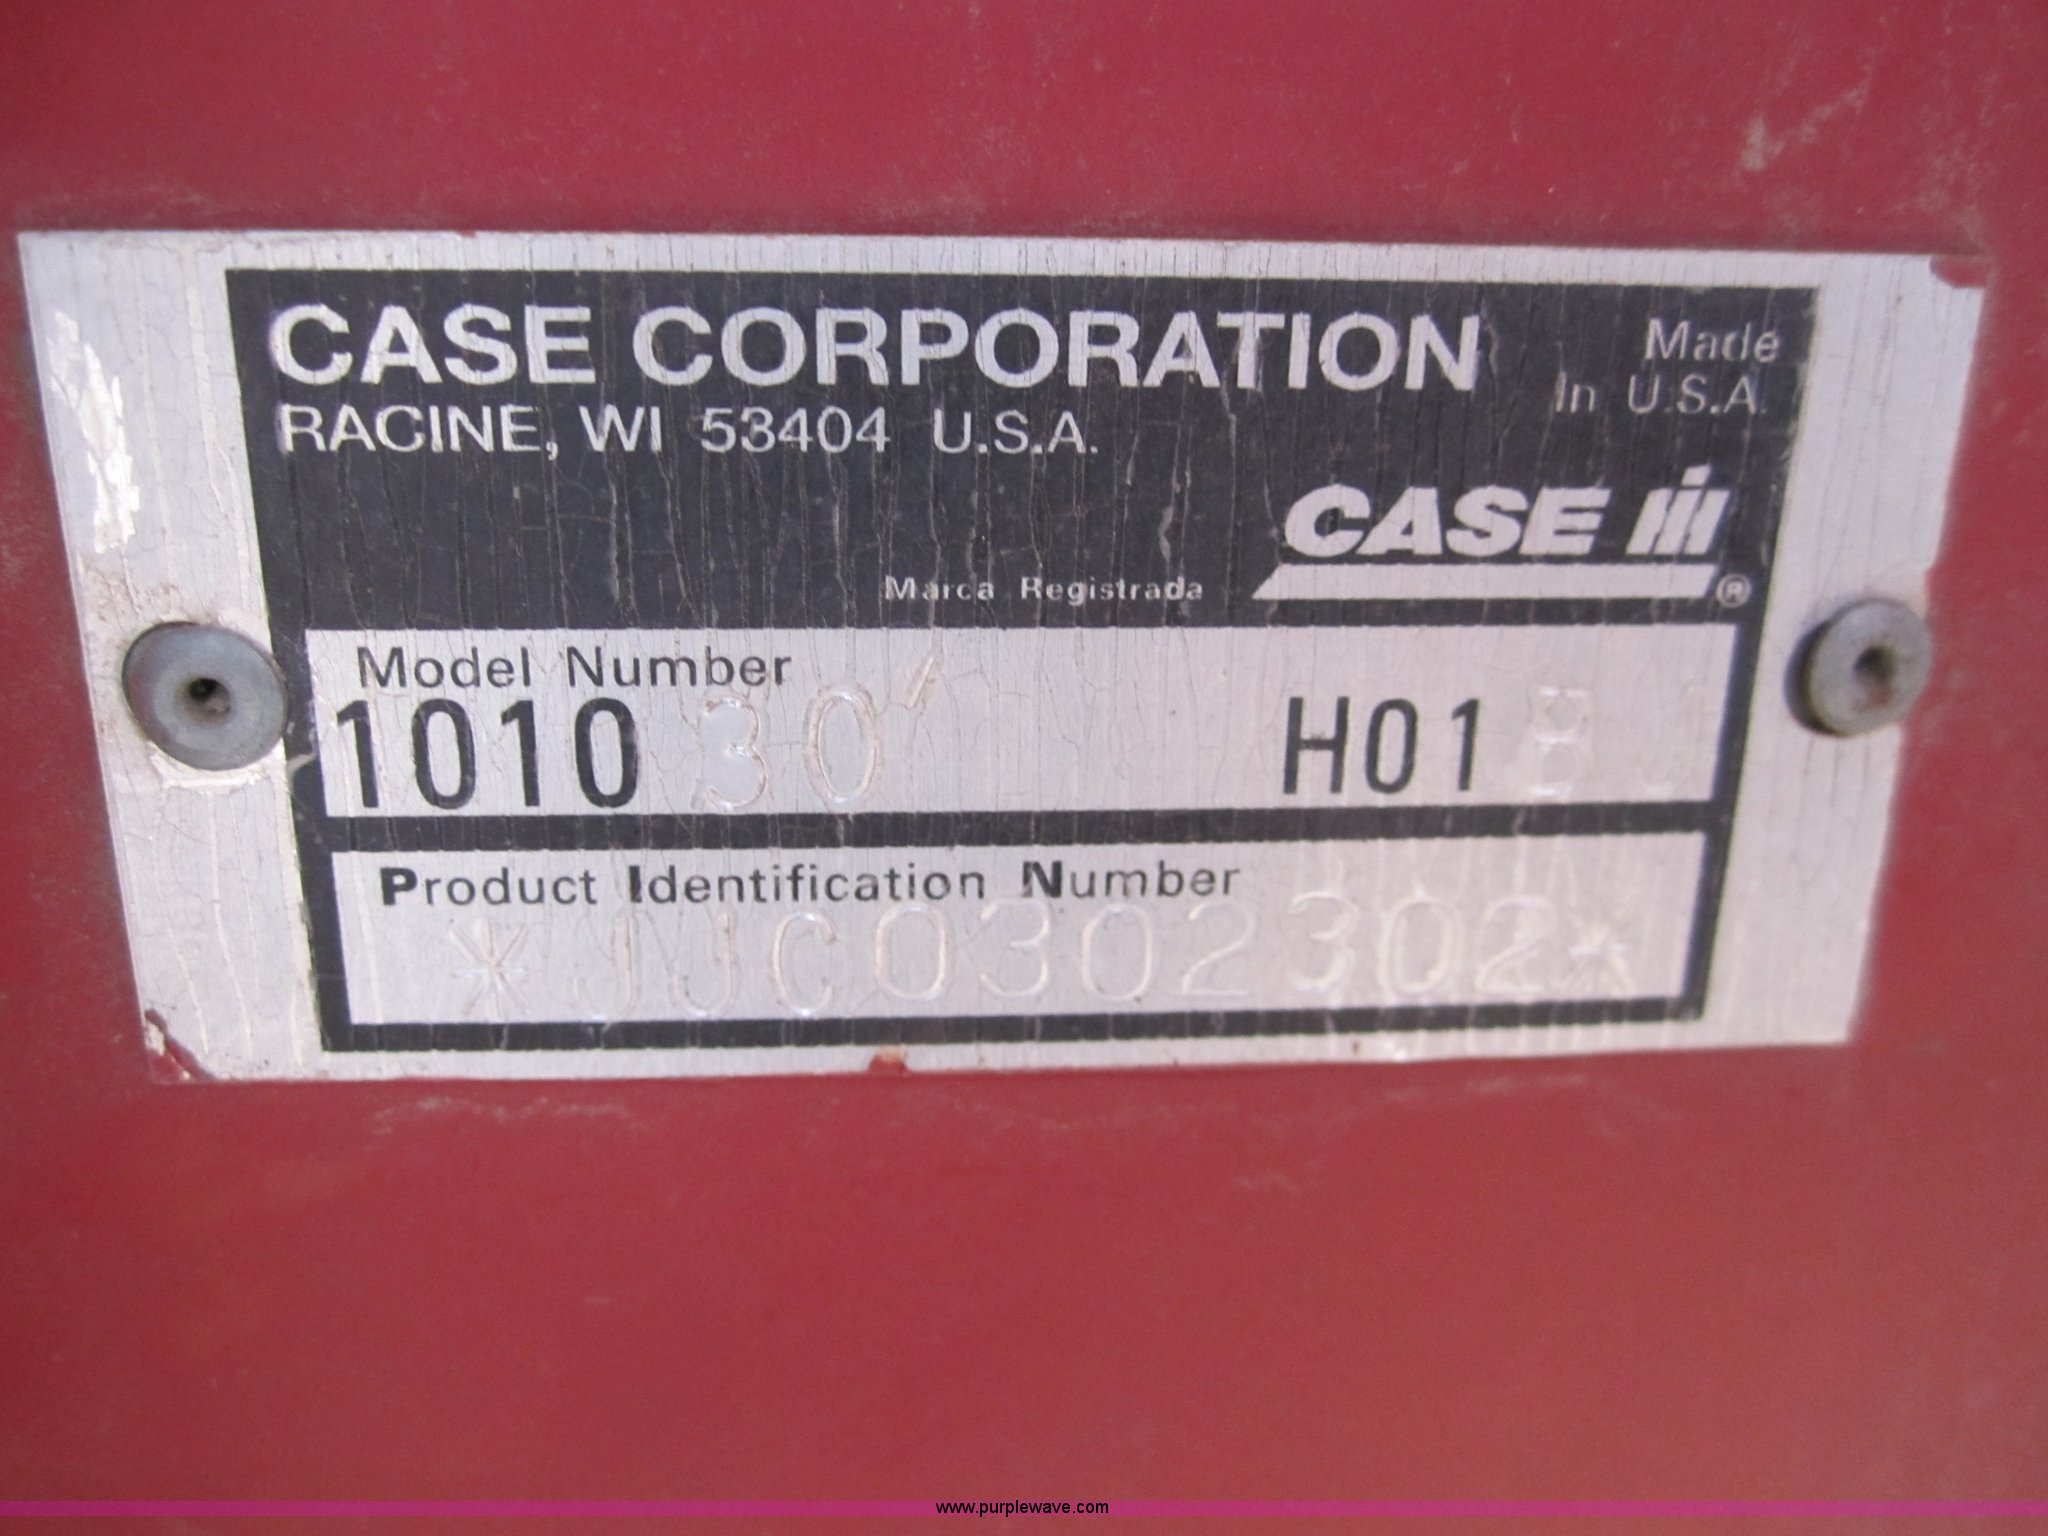 CASE CORPORATION
Made
In U.S.A.
RACINE, WI 53404 U.S.A.
CASE IH
Marca Registrada ®
Model Number
1010 30' H01 B
Product Identification Number
*JJC0302302*
www.purplewave.com